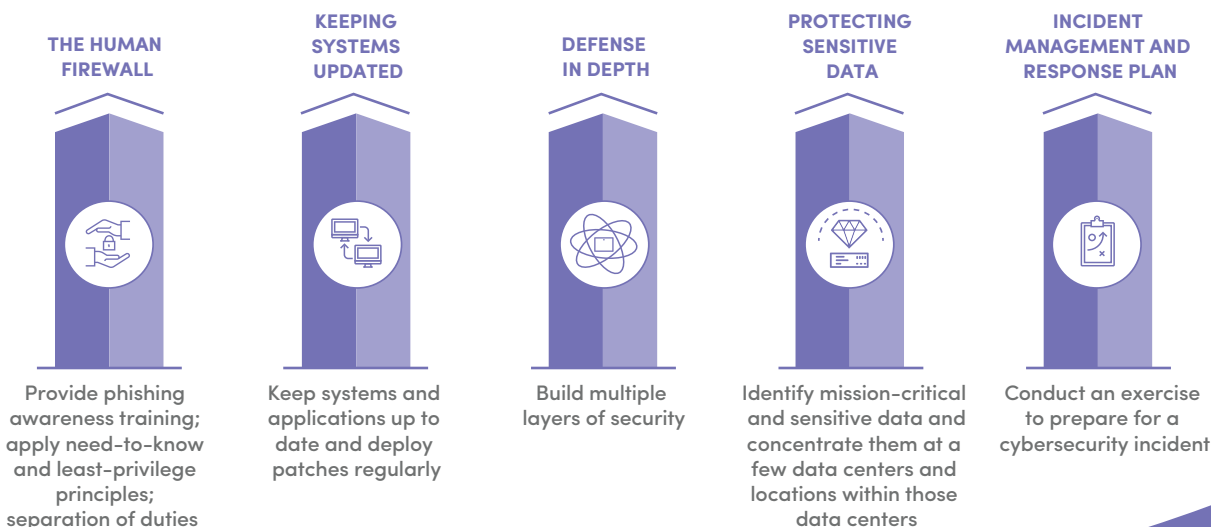 THE HUMAN
FIREWALL
Provide phishing
awareness training;
apply need-to-know
and least-privilege
principles;
separation of duties
KEEPING
SYSTEMS
UPDATED
Keep systems and
applications up to
date and deploy
patches regularly
DEFENSE
IN DEPTH
Build multiple
layers of security
PROTECTING
SENSITIVE
DATA
Identify mission-critical
and sensitive data and
concentrate them at a
few data centers and
locations within those
data centers
INCIDENT
MANAGEMENT AND
RESPONSE PLAN
Conduct an exercise
to prepare for a
cybersecurity incident